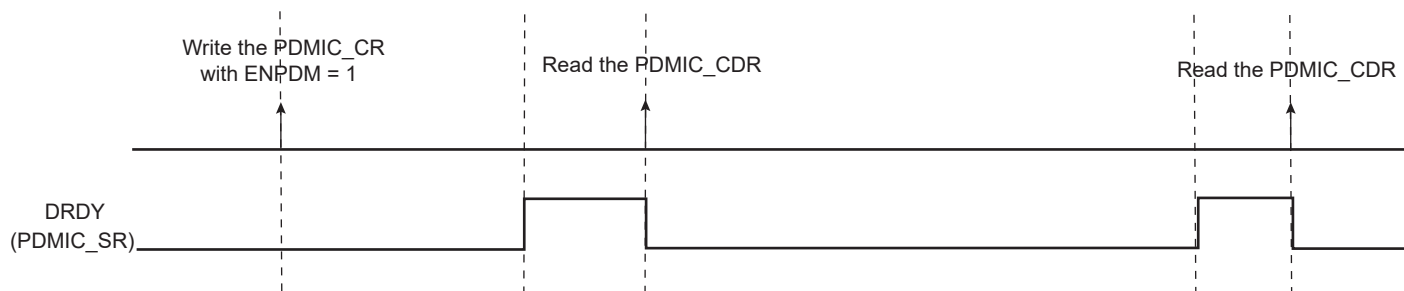 Write the PDMIC_CR
with ENPDM = 1
Read the PDMIC_CDR
Read the PDMIC_CDR
DRDY
(PDMIC_SR)